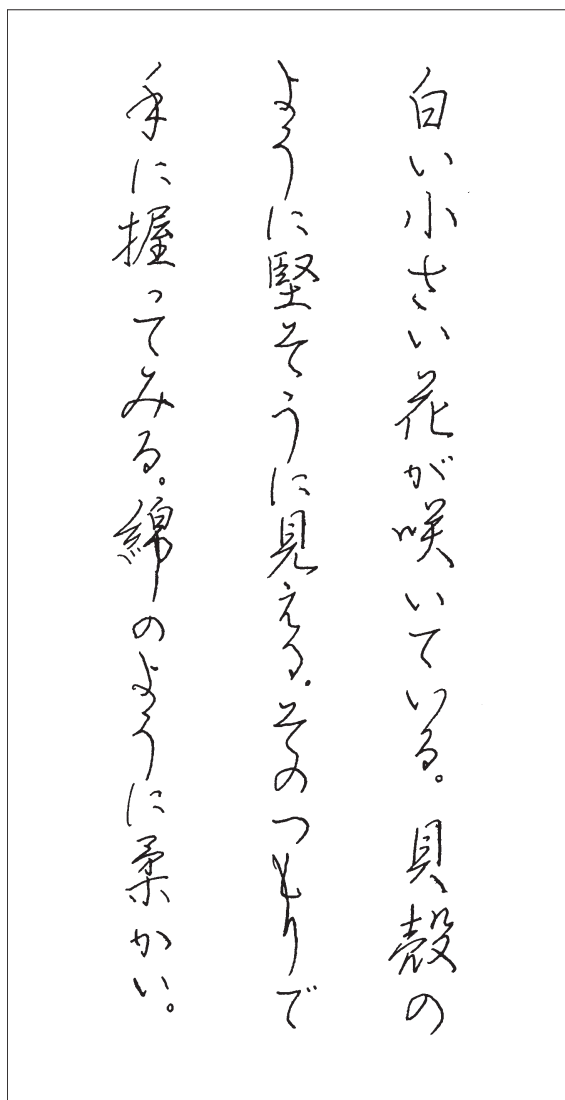 白い小さい花が咲いている。貝殻の
ように堅そうに見える。そのつもりで
手に握ってみる。綿のように柔かい。